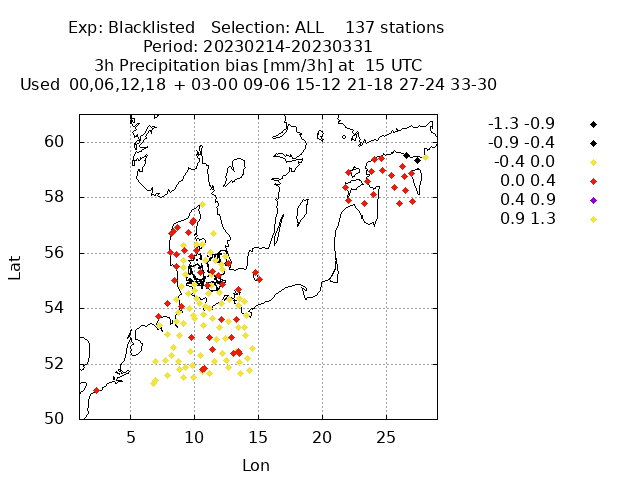 Exp: Blacklisted   Selection: ALL    137 stations
Period: 20230214-20230331
3h Precipitation bias [mm/3h] at  15 UTC
Used  00,06,12,18 + 03-00 09-06 15-12 21-18 27-24 33-30
-1.3 -0.9
-0.9 -0.4
-0.4 0.0
0.0 0.4
0.4 0.9
0.9 1.3
Lat
60
58
56
54
52
50
5 10 15 20 25
Lon